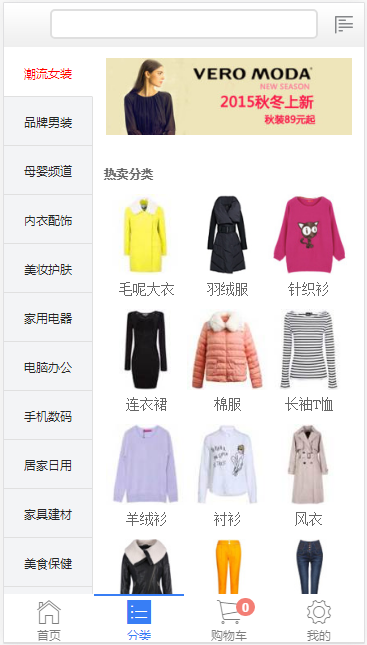 潮流女装
品牌男装
母婴频道
内衣配饰
美妆护肤
家用电器
电脑办公
手机数码
居家日用
家具建材
美食保健
VERO MODA
NEW SEASON
2015秋冬上新
秋装89元起
热卖分类
毛呢大衣
羽绒服
针织衫
连衣裙
棉服
长袖T恤
羊绒衫
衬衫
风衣
首页
分类
购物车
0
我的